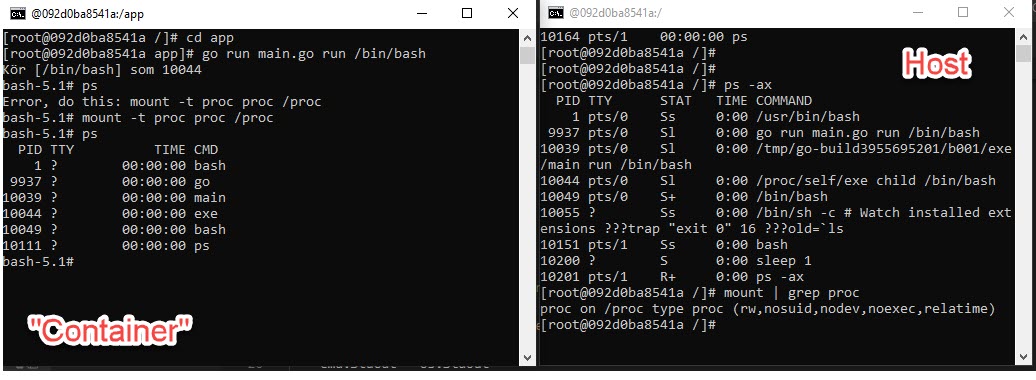 @092d0ba8541a:/app
[root@092d0ba8541a /]# cd app
[root@092d0ba8541a app]# go run main.go run /bin/bash
Kör [/bin/bash] som 10044
bash-5.1# ps
Error, do this: mount -t proc proc /proc
bash-5.1# mount -t proc proc /proc
bash-5.1# ps
PID TTY TIME CMD
1 ? 00:00:00 bash
9937 ? 00:00:00 go
10039 ? 00:00:00 main
10044 ? 00:00:00 exe
10049 ? 00:00:00 bash
10111 ? 00:00:00 ps
bash-5.1#
"Container"
@092d0ba8541a:/
10164 pts/1 00:00:00 ps
[root@092d0ba8541a /]#
[root@092d0ba8541a /]#
Host
[root@092d0ba8541a /]# ps -ax
PID TTY STAT TIME COMMAND
1 pts/0 Ss 0:00 /usr/bin/bash
9937 pts/0 Sl 0:00 go run main.go run /bin/bash
10039 pts/0 Sl 0:00 /tmp/go-build3955695201/b001/exe
/main run /bin/bash
10044 pts/0 Sl 0:00 /proc/self/exe child /bin/bash
10049 pts/0 S+ 0:00 /bin/bash
10055 ? Ss 0:00 /bin/sh -c # Watch installed ext
ensions ???trap "exit 0" 16 ???old=`ls
10151 pts/1 Ss 0:00 bash
10200 ? S 0:00 sleep 1
10201 pts/1 R+ 0:00 ps -ax
[root@092d0ba8541a /]# mount | grep proc
proc on /proc type proc (rw,nosuid,nodev,noexec,relatime)
[root@092d0ba8541a /]#